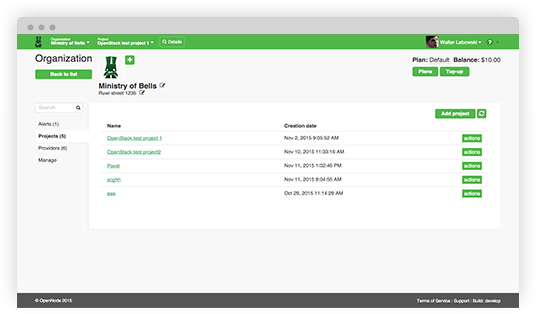 Organization
Ministry of Bells
Project
OpenStack test project 1
Details
Walter Lebowski
?
Organization
Back to list
Ministry of Bells
Ruwi street 1235
Plan: Default Balance: $10.00
Plans
Top-up
Search
Alerts (1)
Projects (5)
Providers (6)
Manage
Add project
Name Creation date
OpenStack test project 1 Nov 2, 2015 9:05:52 AM actions
OpenStack test project2 Nov 10, 2015 11:33:16 AM actions
Nov 11, 2015 1:02:46 PM actions
Nov 11, 2015 8:04:55 AM actions
Oct 29, 2015 11:14:29 AM actions
© OpenNode 2015
Terms of Service | Support | Build: develop